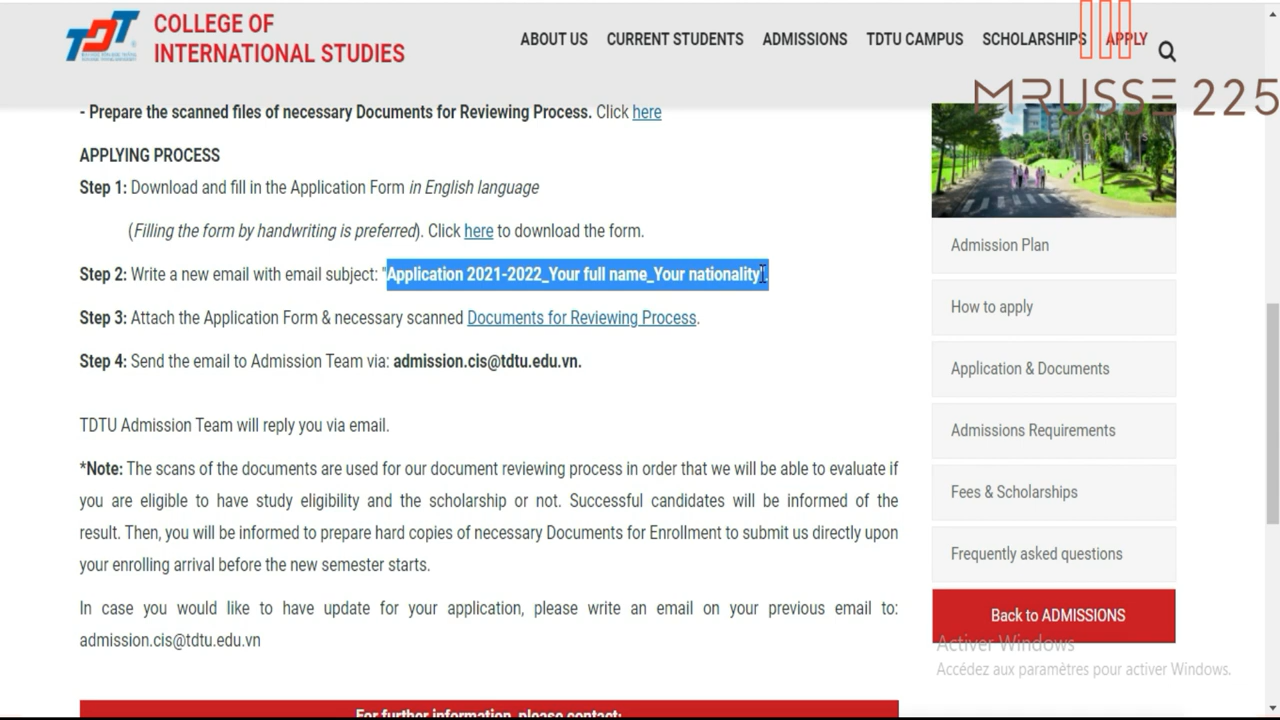 TDT
COLLEGE OF
INTERNATIONAL STUDIES
ABOUT US CURRENT STUDENTS ADMISSIONS TDTU CAMPUS SCHOLARSHIPS APPLY
MRUSSE 225
- Prepare the scanned files of necessary Documents for Reviewing Process. Click here
APPLYING PROCESS
Step 1: Download and fill in the Application Form in English language
(Filling the form by handwriting is preferred). Click here to download the form.
Step 2: Write a new email with email subject: "Application 2021-2022_Your full name_Your nationality".
Step 3: Attach the Application Form & necessary scanned Documents for Reviewing Process.
Step 4: Send the email to Admission Team via: admission.cis@tdtu.edu.vn.
TDTU Admission Team will reply you via email.
*Note: The scans of the documents are used for our document reviewing process in order that we will be able to evaluate if
you are eligible to have study eligibility and the scholarship or not. Successful candidates will be informed of the
result. Then, you will be informed to prepare hard copies of necessary Documents for Enrollment to submit us directly upon
your enrolling arrival before the new semester starts.
In case you would like to have update for your application, please write an email on your previous email to:
admission.cis@tdtu.edu.vn
For further information, please contact:
Admission Plan
How to apply
Application & Documents
Admissions Requirements
Fees & Scholarships
Frequently asked questions
Back to ADMISSIONS
Activer Windows
Accédez aux paramètres pour activer Windows.